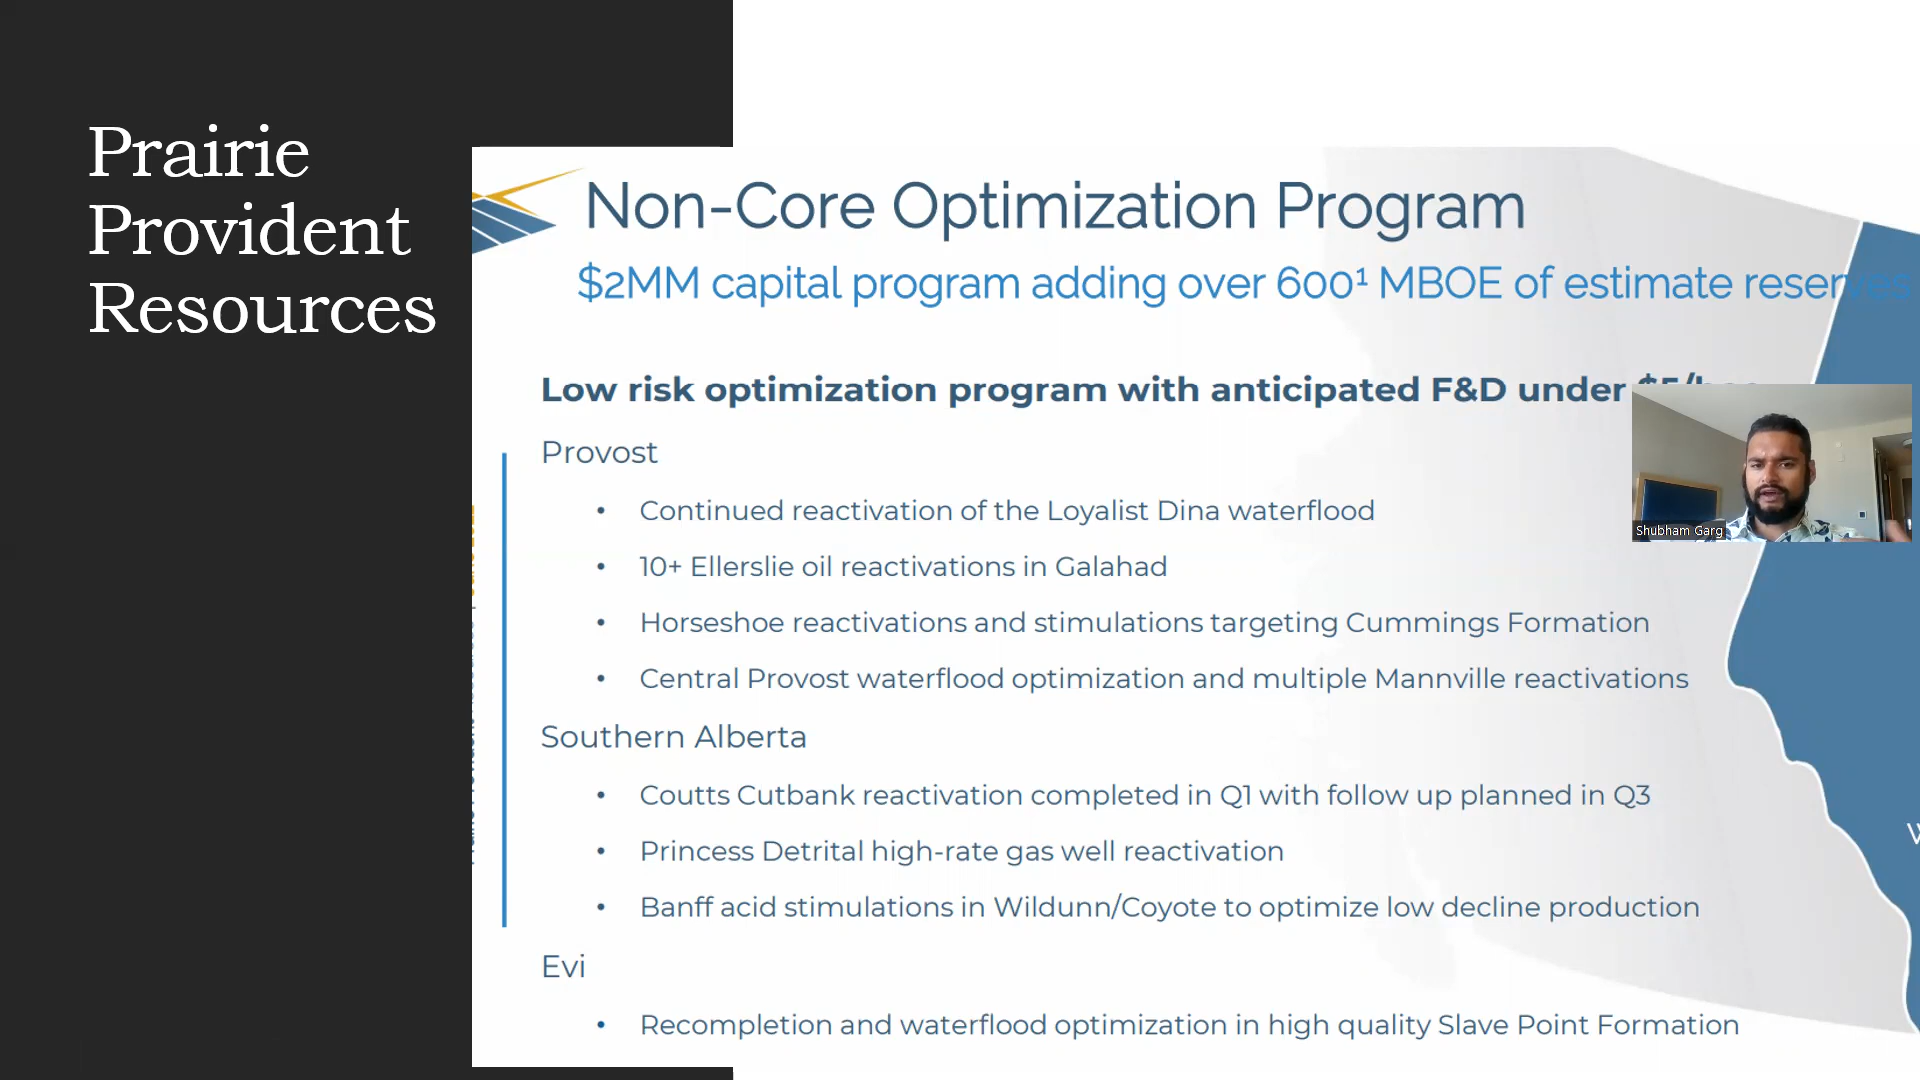 Prairie
Provident
Resources
Non-Core Optimization Program
$2MM capital program adding over 600¹ MBOE of estimate reserves
Low risk optimization program with anticipated F&D under
Provost
• Continued reactivation of the Loyalist Dina waterflood
• 10+ Ellerslie oil reactivations in Galahad
• Horseshoe reactivations and stimulations targeting Cummings Formation
• Central Provost waterflood optimization and multiple Mannville reactivations
Southern Alberta
• Coutts Cutbank reactivation completed in Q1 with follow up planned in Q3
• Princess Detrital high-rate gas well reactivation
• Banff acid stimulations in Wildunn/Coyote to optimize low decline production
Evi
• Recompletion and waterflood optimization in high quality Slave Point Formation
Shubham Garg